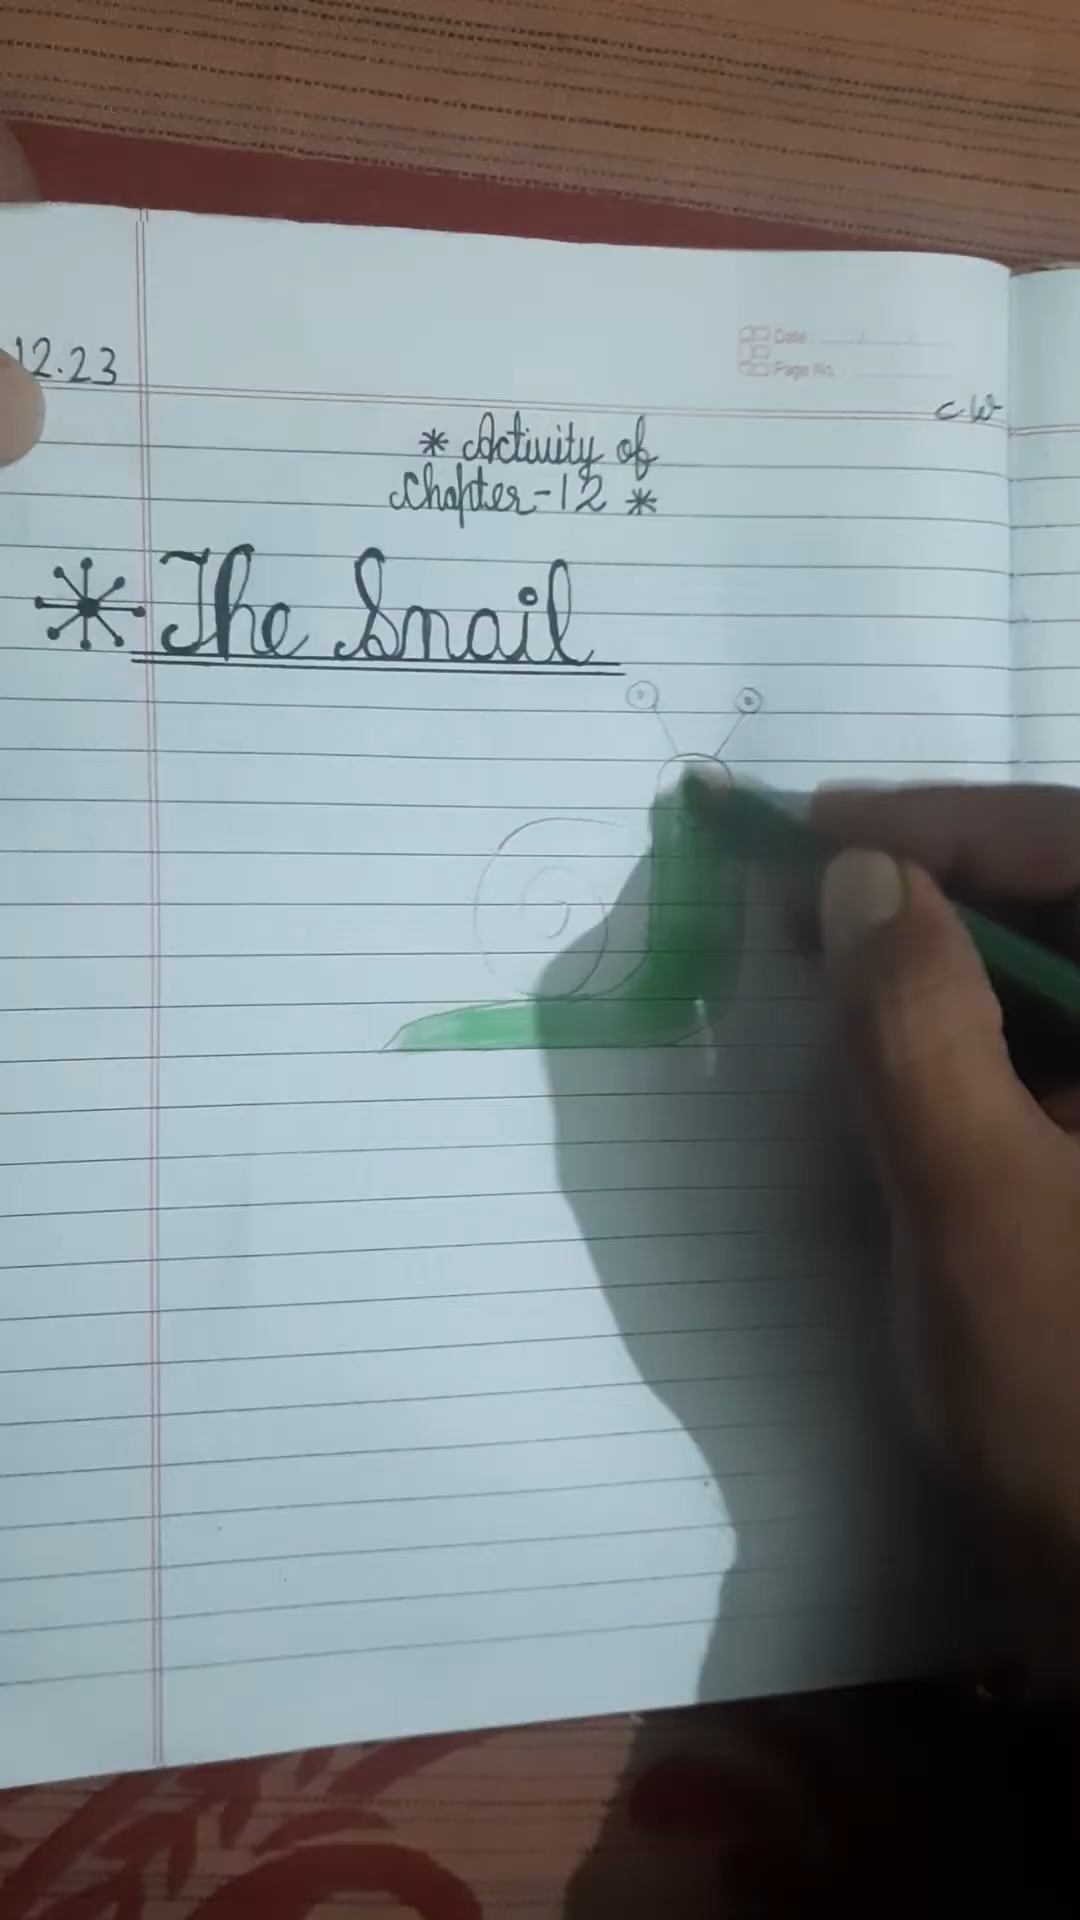 12.23
Date
Page No.
C.W
* Activity of
Chapter-12 *
The Snail